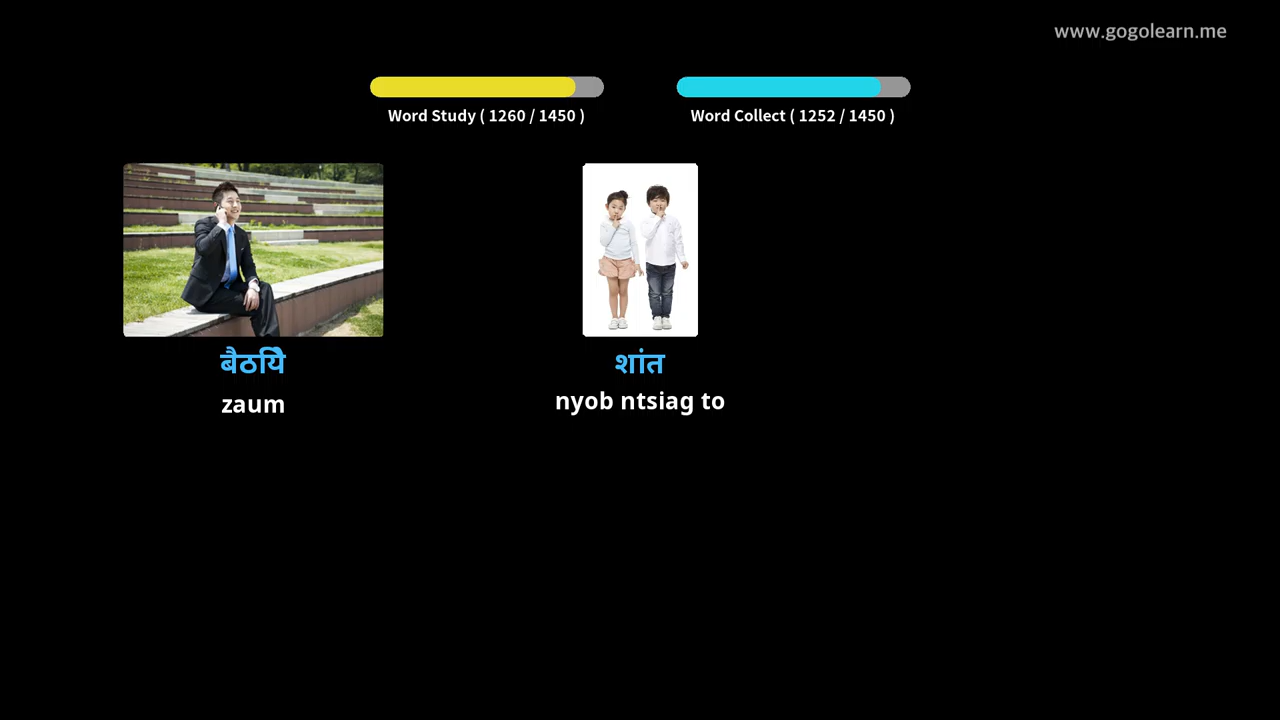 www.gogolearn.me
Word Study ( 1260 / 1450 )
Word Collect ( 1252 / 1450 )
बैठयिे
zaum
शांत
nyob ntsiag to